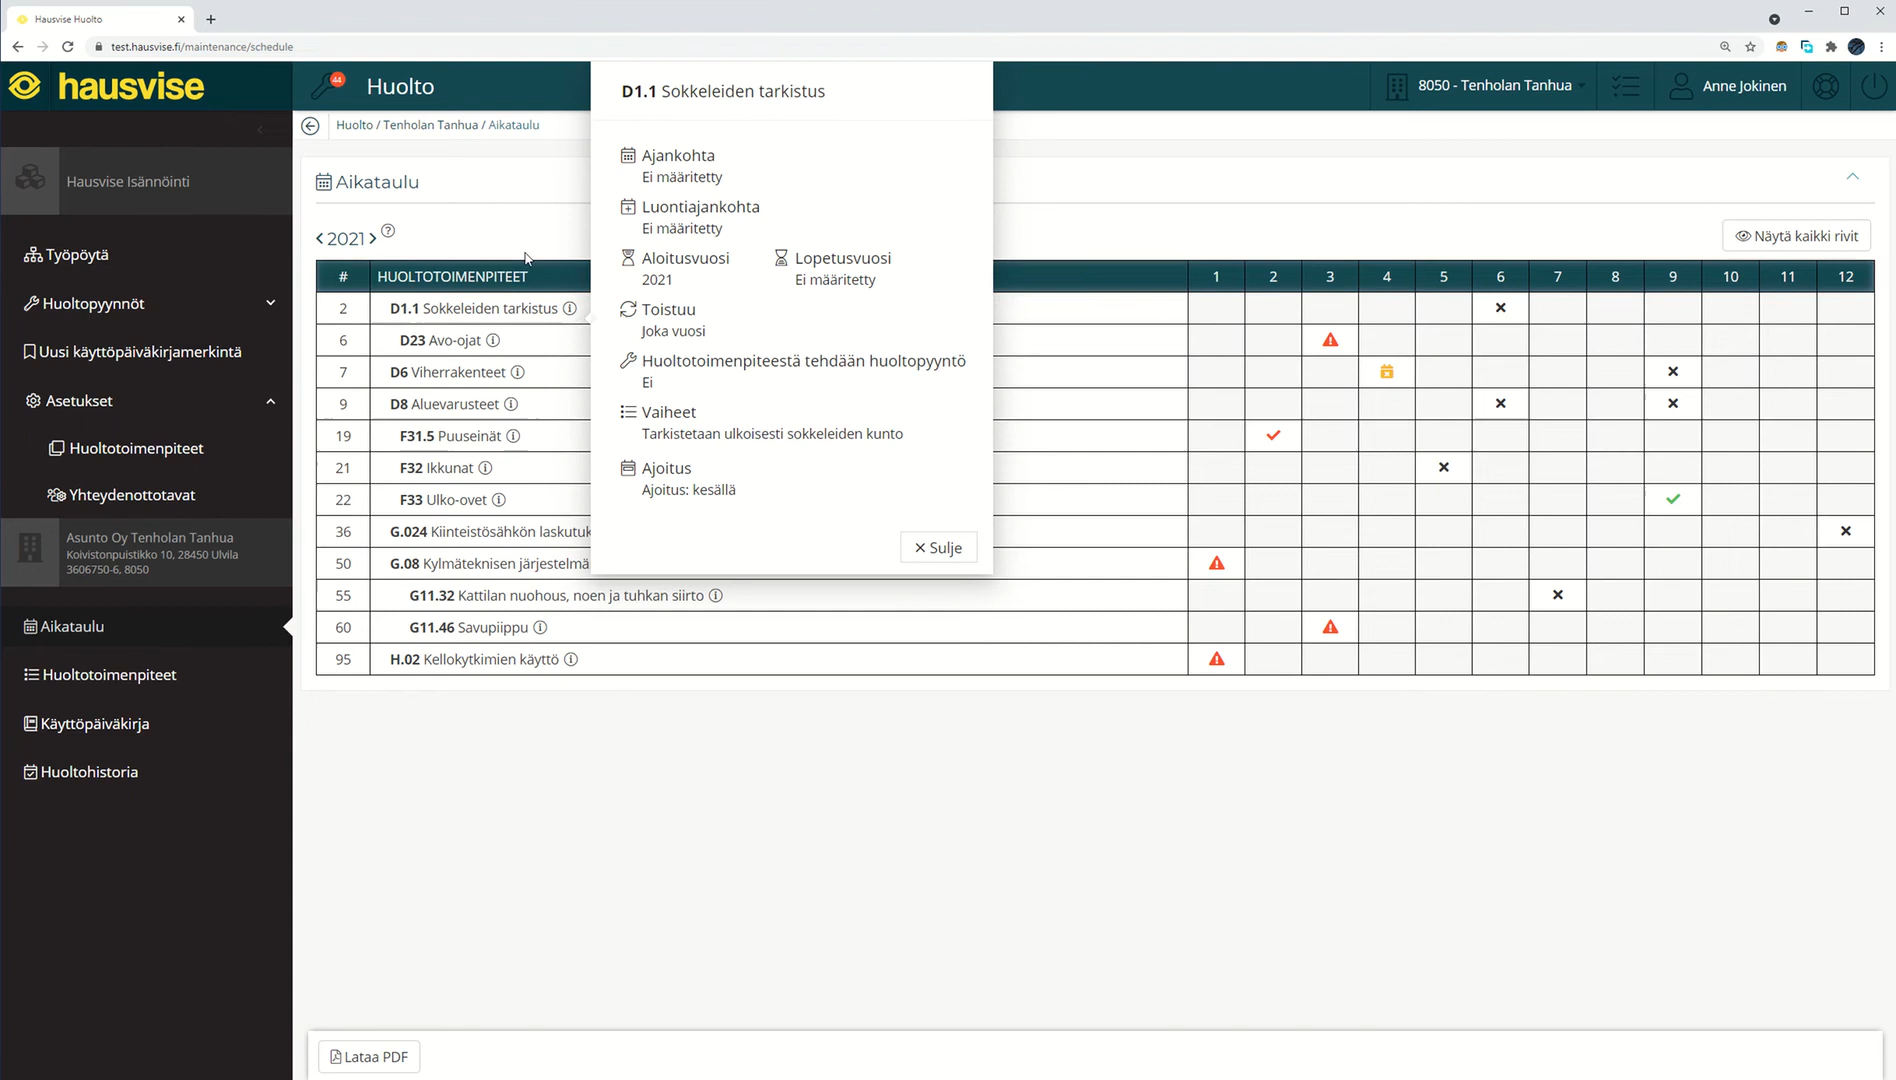 Hausvise Huolto
test.hausvise.fi/maintenance/schedule
hausvise
44
Huolto
8050 - Tenholan Tanhua
Anne Jokinen
Huolto / Tenholan Tanhua / Aikataulu
Hausvise Isännöinti
Työpöytä
Huoltopyynnöt
Uusi käyttöpäiväkirjamerkintä
Asetukset
Huoltotoimenpiteet
Yhteydenottotavat
Asunto Oy Tenholan Tanhua
Koivistonpuistikko 10, 28450 Ulvila
3606750-6, 8050
Aikataulu
Huoltotoimenpiteet
Käyttöpäiväkirja
Huoltohistoria
Aikataulu
2021
Näytä kaikki rivit
# HUOLTOTOIMENPITEET 1 2 3 4 5 6 7 8 9 10 11 12
2 D1.1 Sokkeleiden tarkistus
6 D23 Avo-ojat
7 D6 Viherrakenteet
9 D8 Aluevarusteet
19 F31.5 Puuseinät
21 F32 Ikkunat
22 F33 Ulko-ovet
36 G.024 Kiinteistösähkön laskutuk
50 G.08 Kylmäteknisen järjestelmä
55 G11.32 Kattilan nuohous, noen ja tuhkan siirto
60 G11.46 Savupiippu
95 H.02 Kellokytkimien käyttö
D1.1 Sokkeleiden tarkistus
Ajankohta
Ei määritetty
Luontiajankohta
Ei määritetty
Aloitusvuosi Lopetusvuosi
2021 Ei määritetty
Toistuu
Joka vuosi
Huoltotoimenpiteestä tehdään huoltopyyntö
Ei
Vaiheet
Tarkistetaan ulkoisesti sokkeleiden kunto
Ajoitus
Ajoitus: kesällä
Sulje
Lataa PDF